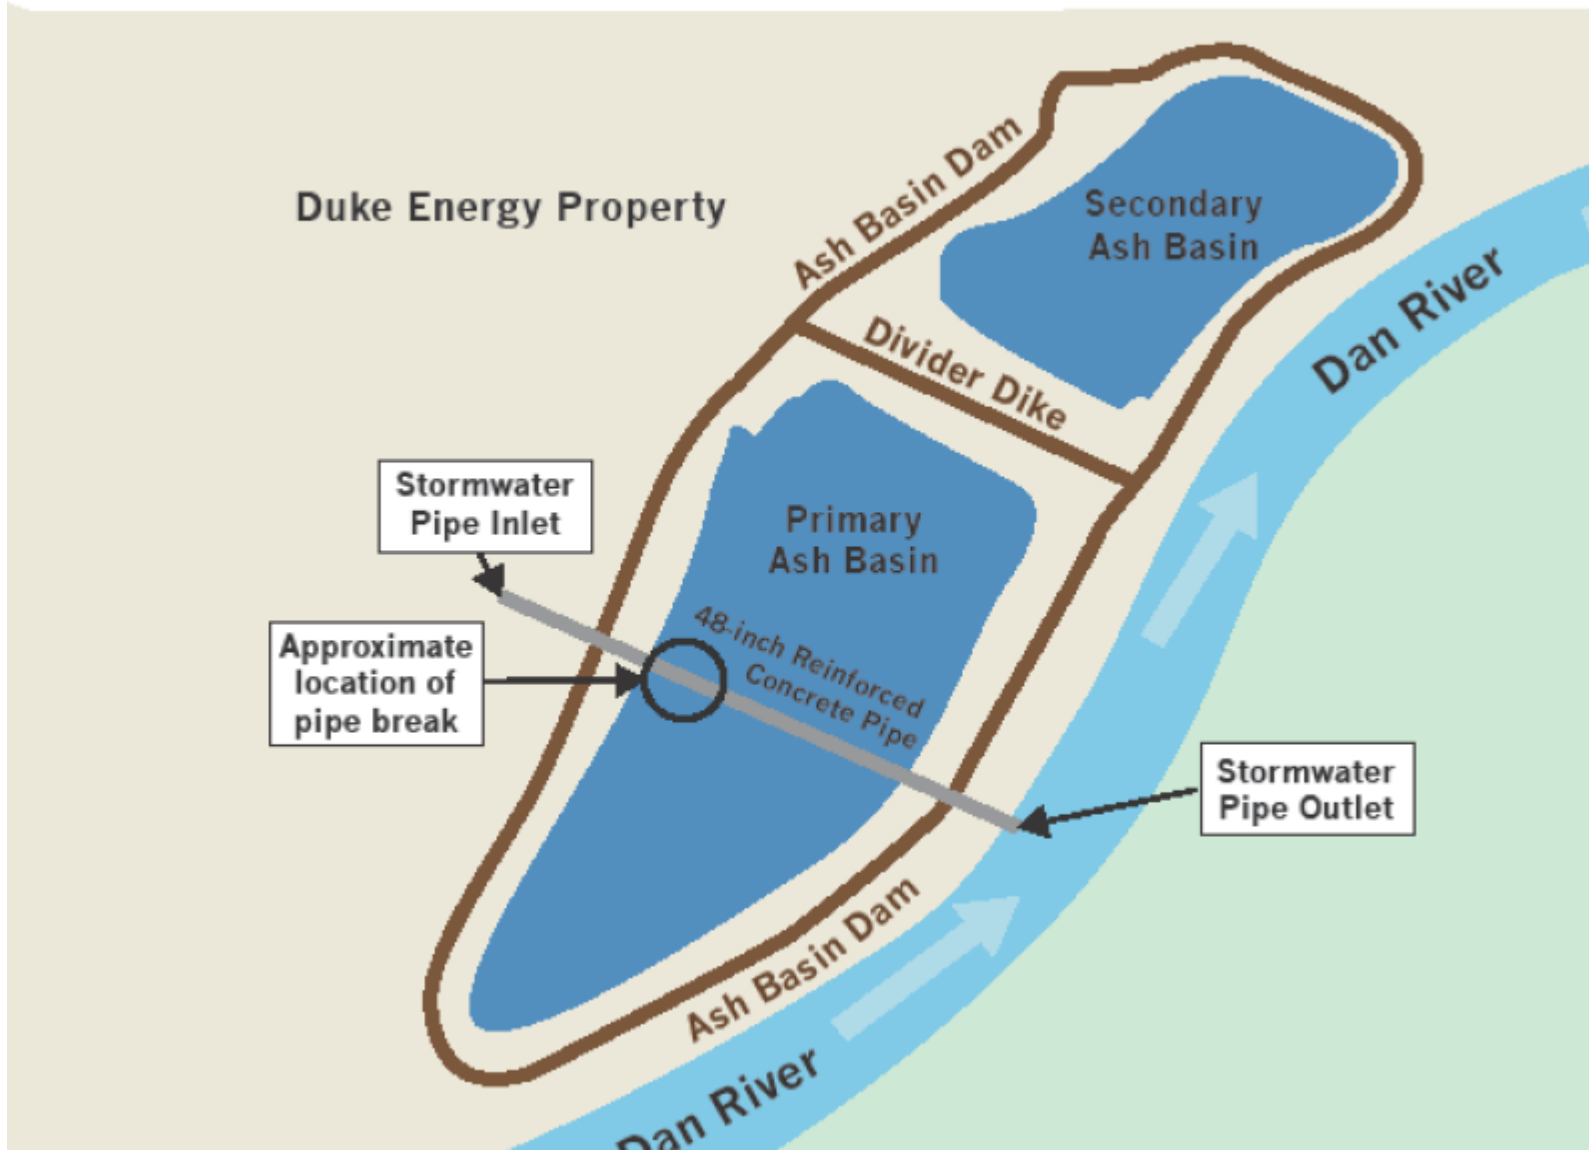 Ash Basin Dam
Duke Energy Property
Secondary
Ash Basin
Dan River
Divider Dike
Stormwater
Pipe Inlet
Primary
Ash Basin
48-inch Reinforced
Concrete Pipe
Approximate
location of
pipe break
Stormwater
Pipe Outlet
Ash Basin Dam
Dan River